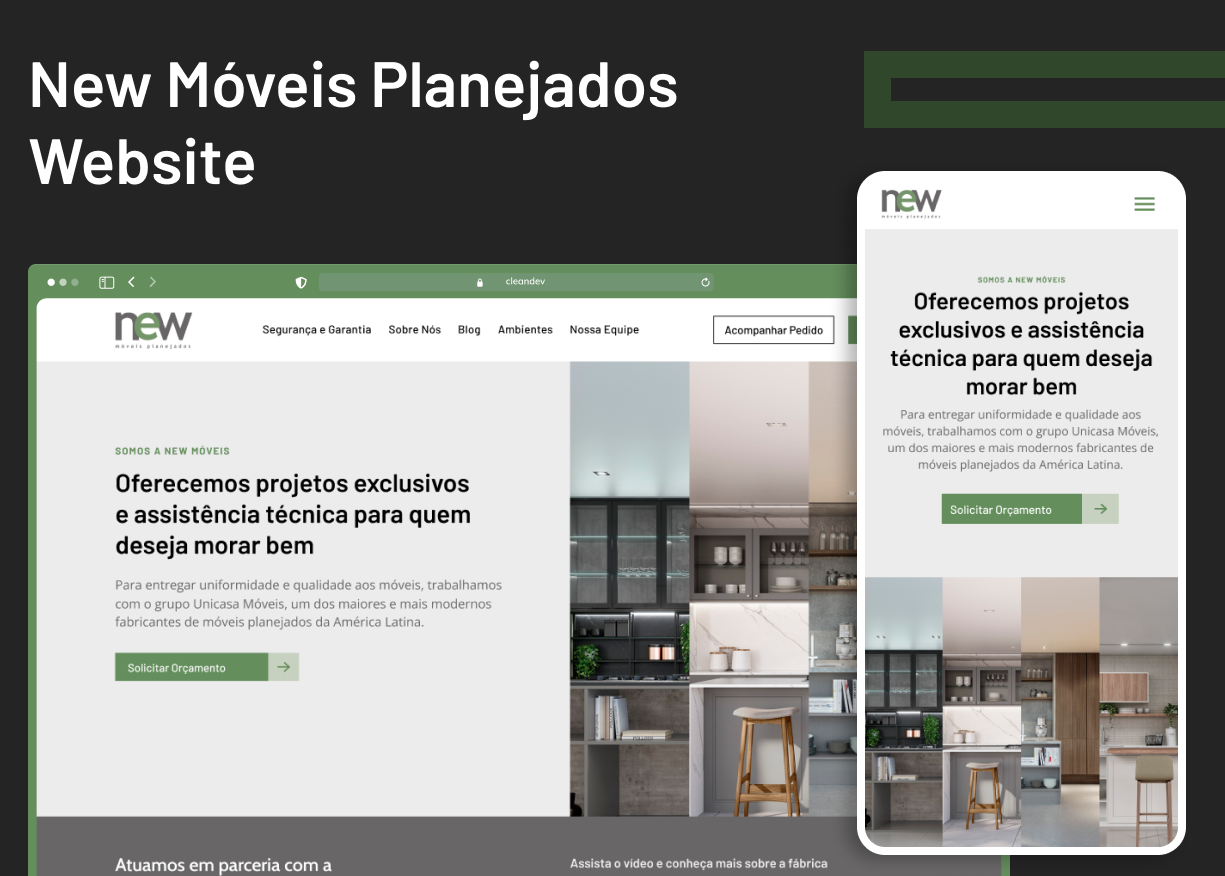 New Móveis Planejados
Website
cleandev
new
móveis planejados
Segurança e Garantia
Sobre Nós
Blog
Ambientes
Nossa Equipe
Acompanhar Pedido
SOMOS A NEW MÓVEIS
Oferecemos projetos exclusivos
e assistência técnica para quem
deseja morar bem
Para entregar uniformidade e qualidade aos móveis, trabalhamos
com o grupo Unicasa Móveis, um dos maiores e mais modernos
fabricantes de móveis planejados da América Latina.
Solicitar Orçamento
Atuamos em parceria com a
Assista o vídeo e conheça mais sobre a fábrica
new
móveis planejados
SOMOS A NEW MÓVEIS
Oferecemos projetos
exclusivos e assistência
técnica para quem deseja
morar bem
Para entregar uniformidade e qualidade aos
móveis, trabalhamos com o grupo Unicasa Móveis,
um dos maiores e mais modernos fabricantes de
móveis planejados da América Latina.
Solicitar Orçamento